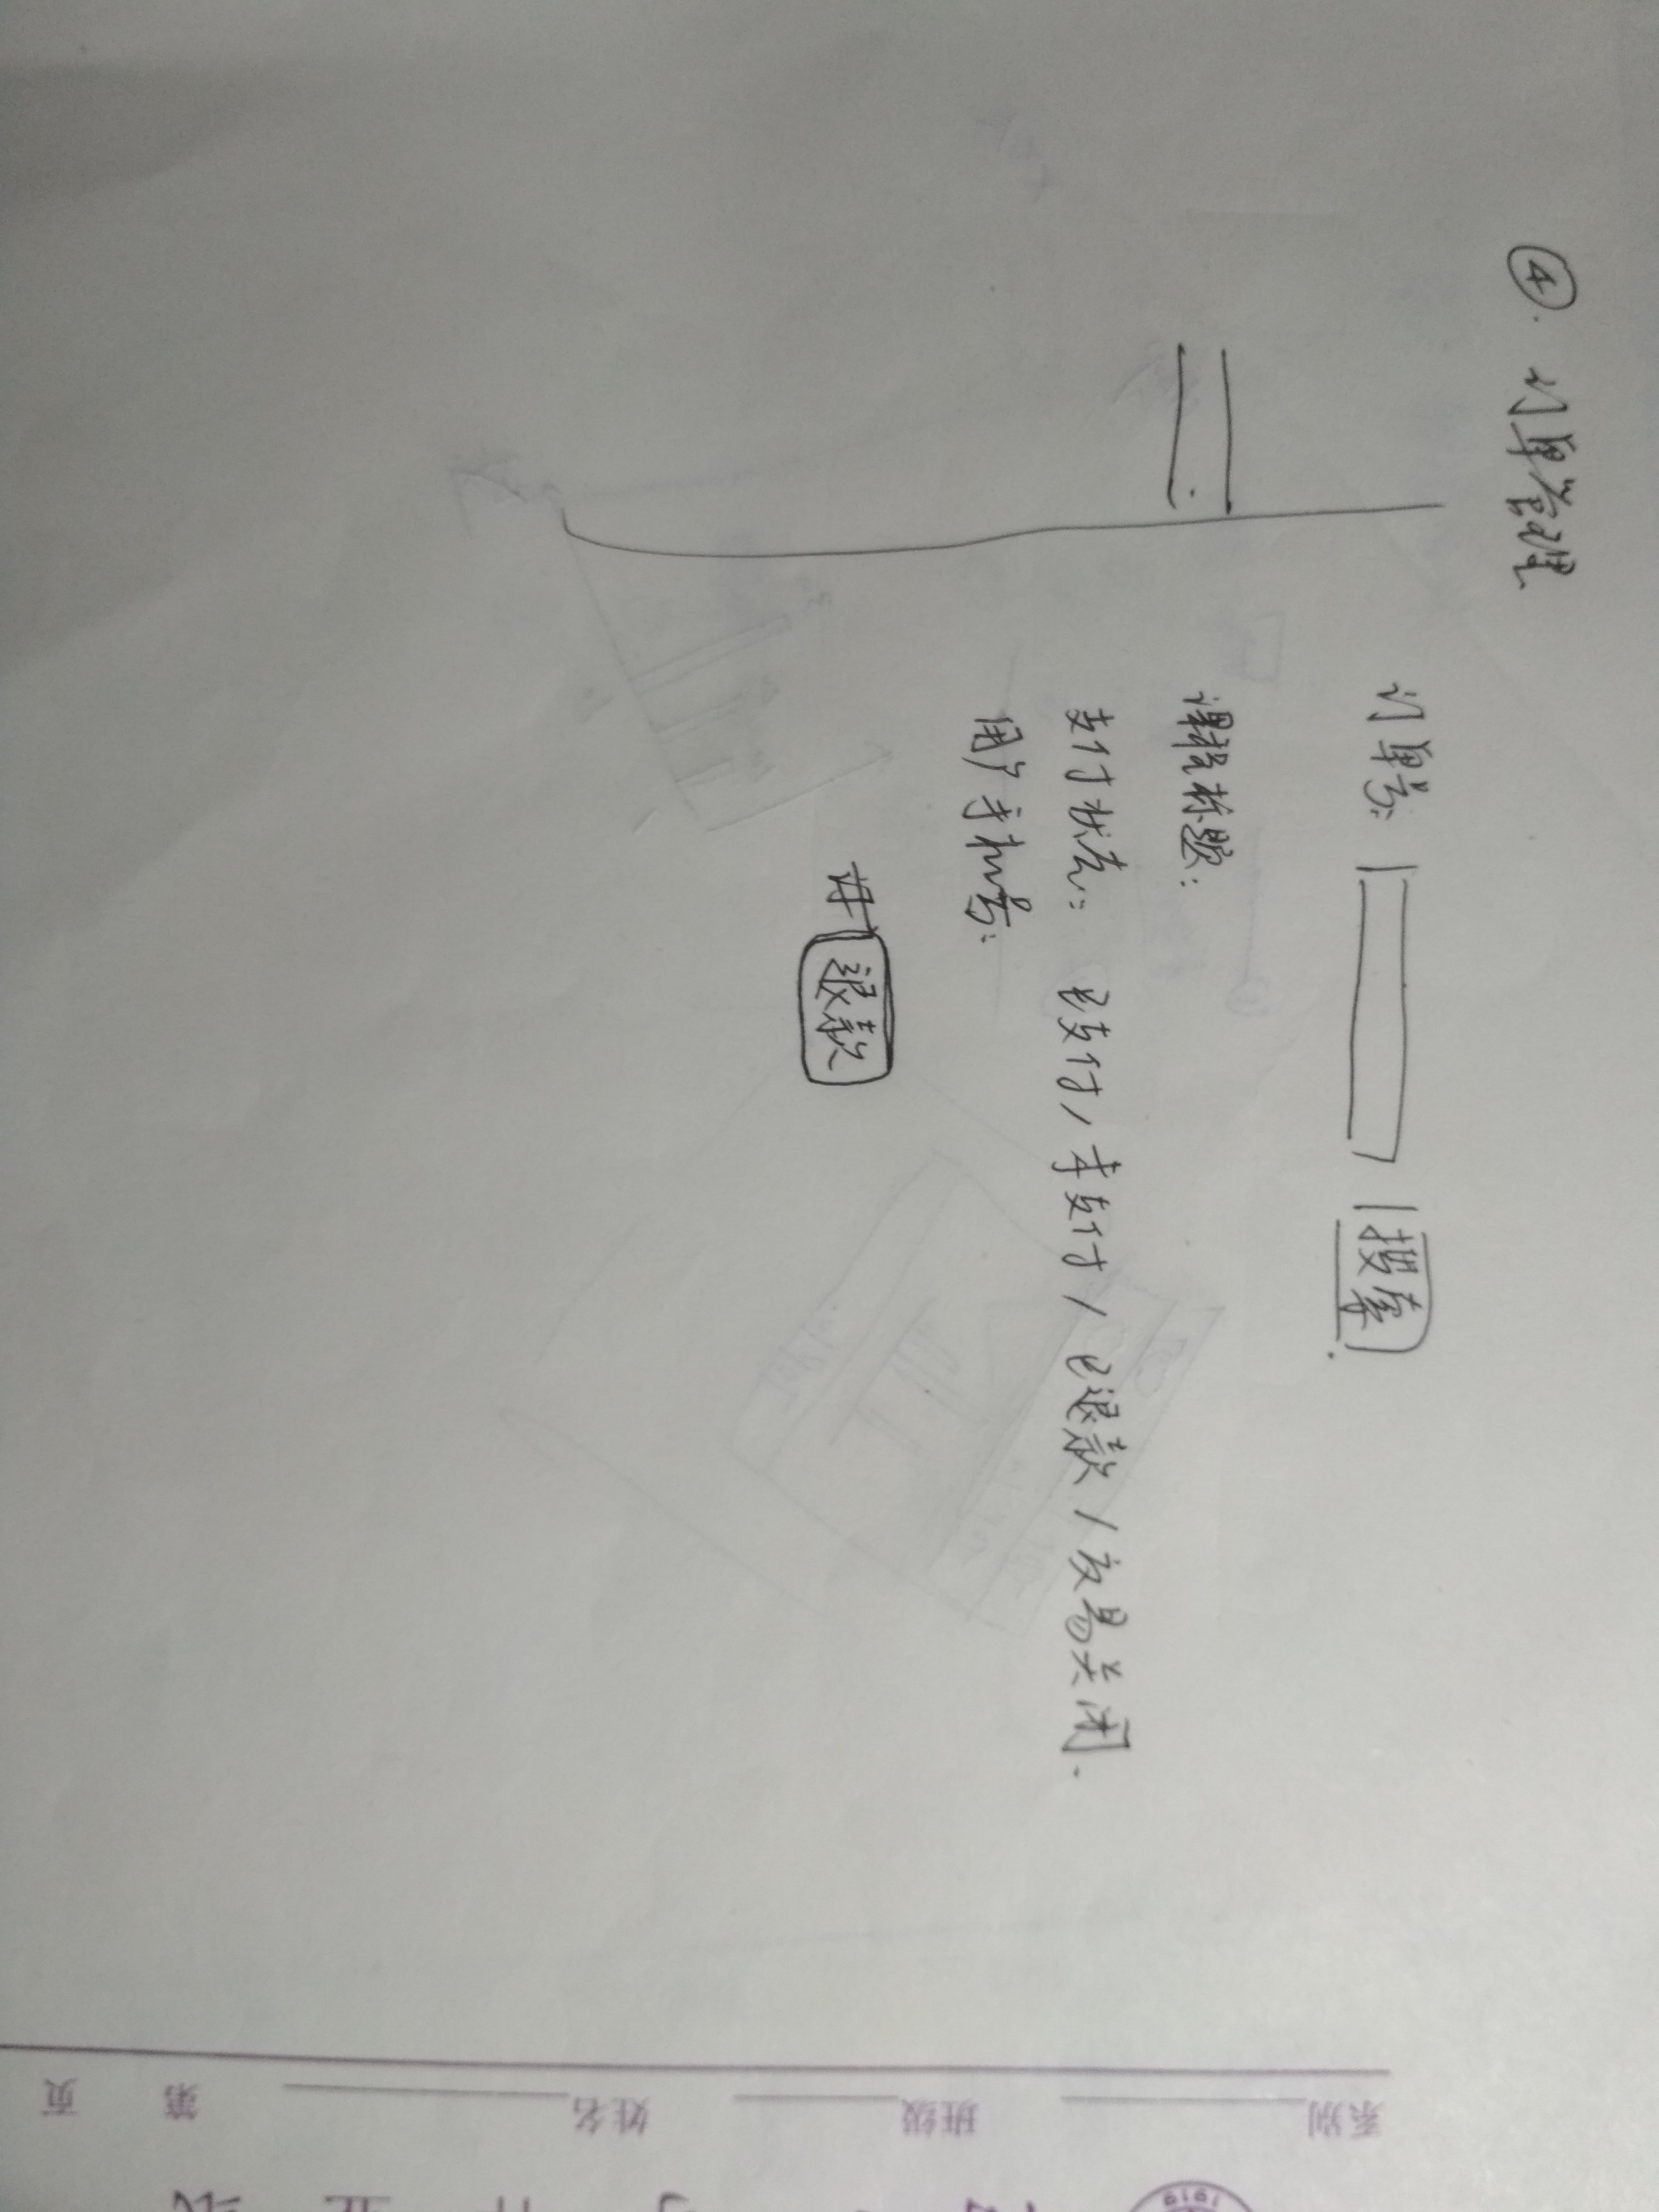 ④. 订单管理
订单号: 搜索.
课程标题:
支付状态: 已支付/未支付/已退款/交易关闭.
用户手机号:
退款
系别 班级 姓名 第 页
1919